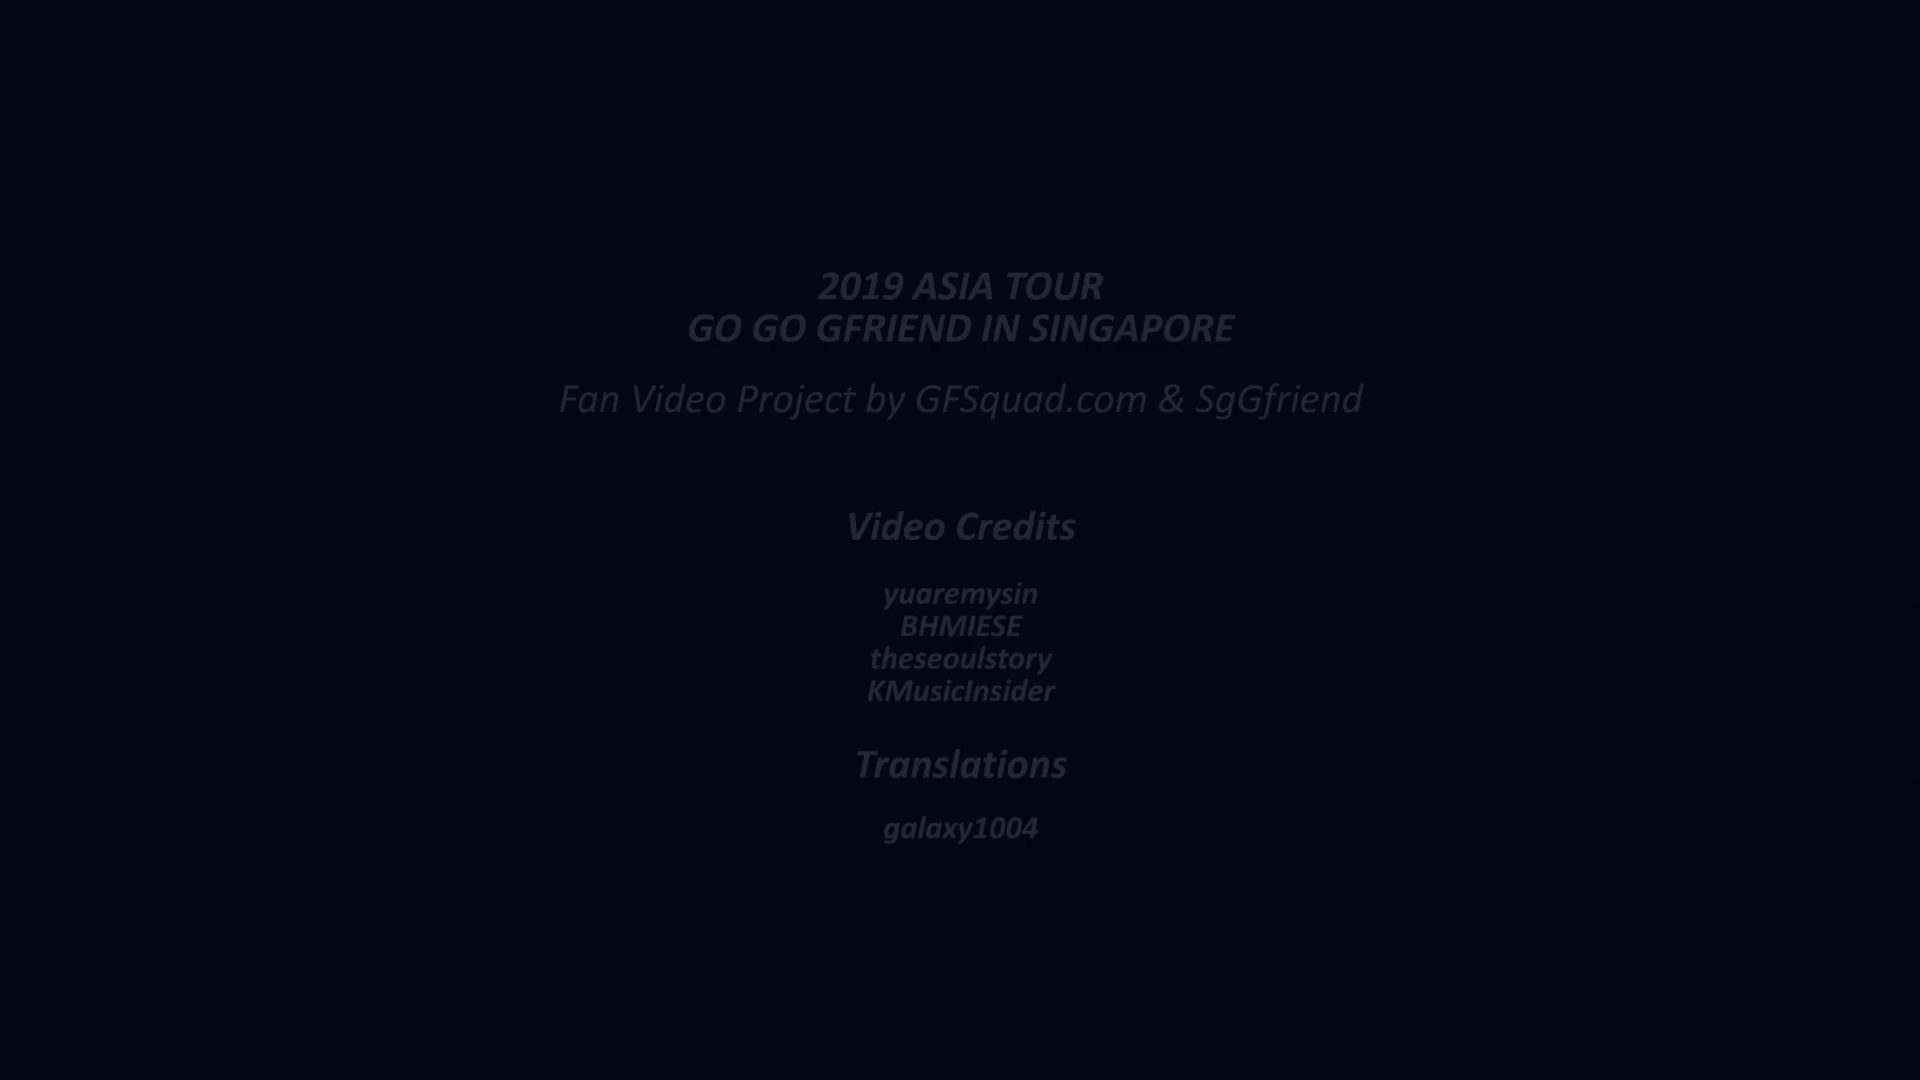 2019 ASIA TOUR
GO GO GFRIEND IN SINGAPORE
Fan Video Project by GFSquad.com & SgGfriend
Video Credits
yuaremysin
BHMIESE
theseoulstory
KMusicInsider
Translations
galaxy1004